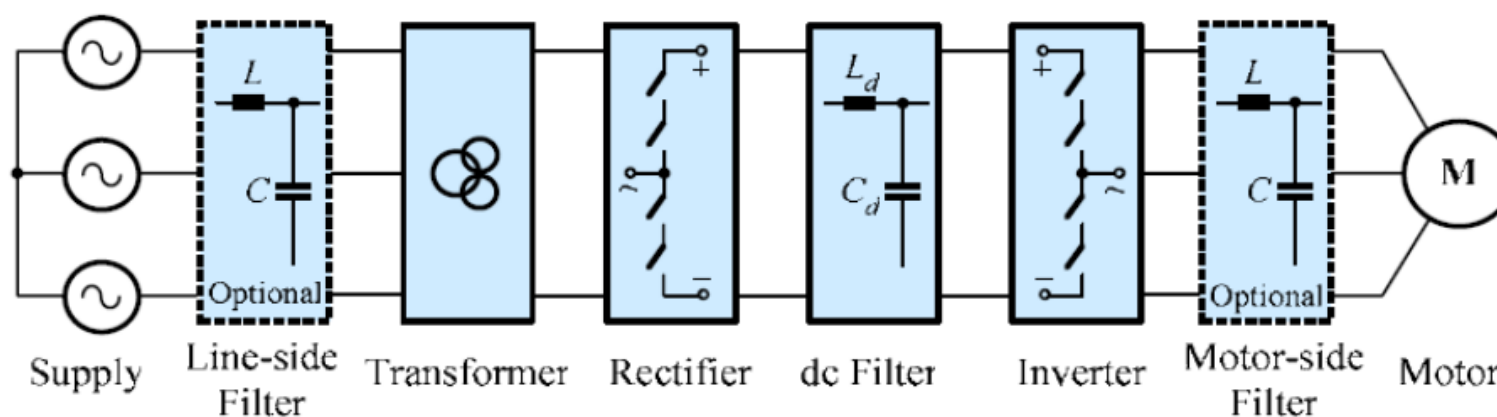 L
C
Optional
+
~
−
L_d
C_d
+
~
−
L
C
Optional
M
Supply
Line-side
Filter
Transformer
Rectifier
dc Filter
Inverter
Motor-side
Filter
Motor